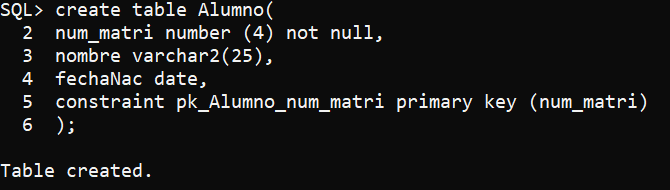 SQL> create table Alumno(
  2  num_matri number (4) not null,
  3  nombre varchar2(25),
  4  fechaNac date,
  5  constraint pk_Alumno_num_matri primary key (num_matri)
  6  );
Table created.